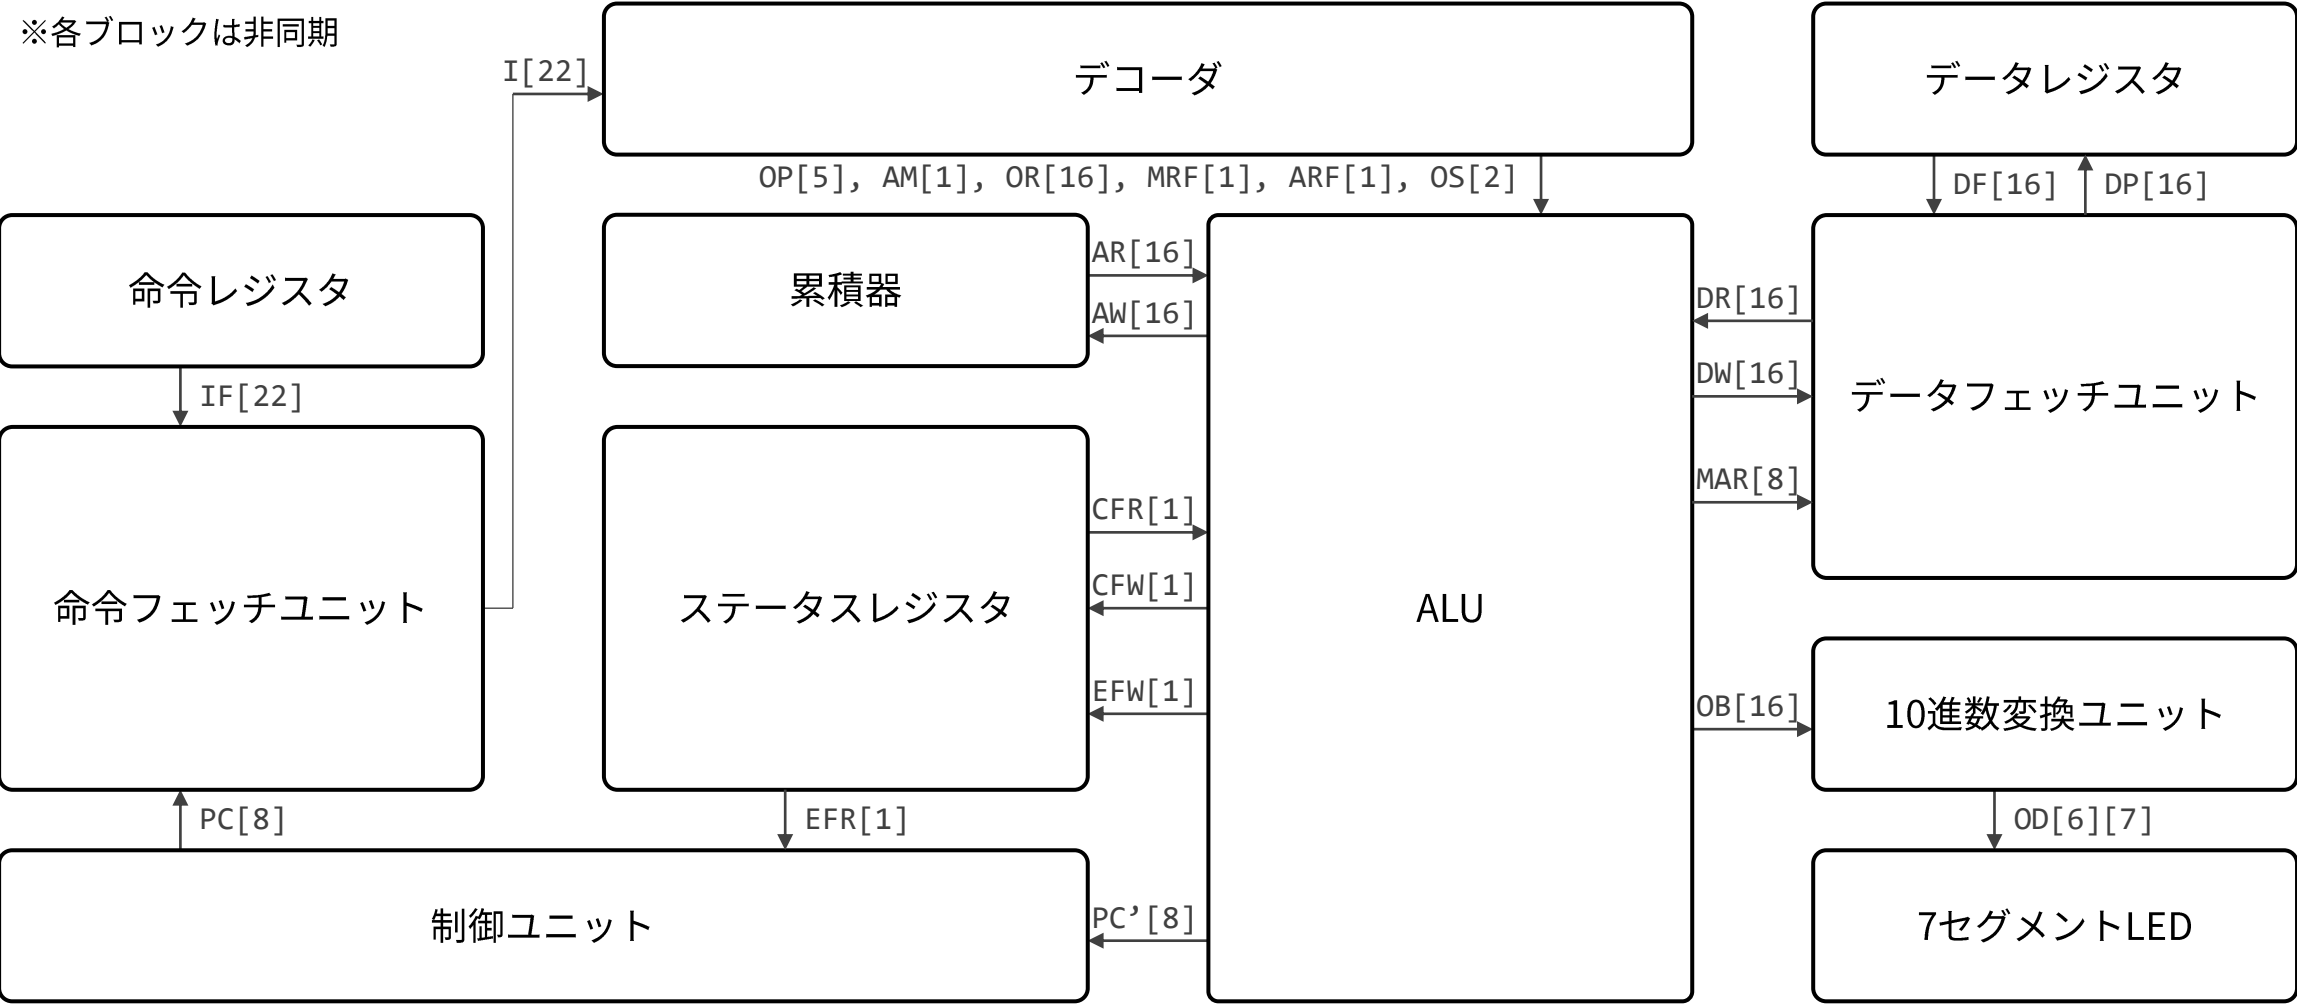 ※各ブロックは非同期
I[22]
デコーダ
データレジスタ
OP[5], AM[1], OR[16], MRF[1], ARF[1], OS[2]
DF[16]
DP[16]
命令レジスタ
累積器
AR[16]
AW[16]
DR[16]
DW[16]
MAR[8]
データフェッチユニット
IF[22]
命令フェッチユニット
ステータスレジスタ
CFR[1]
CFW[1]
EFW[1]
ALU
OB[16]
10進数変換ユニット
PC[8]
EFR[1]
OD[6][7]
制御ユニット
PC’[8]
7セグメントLED